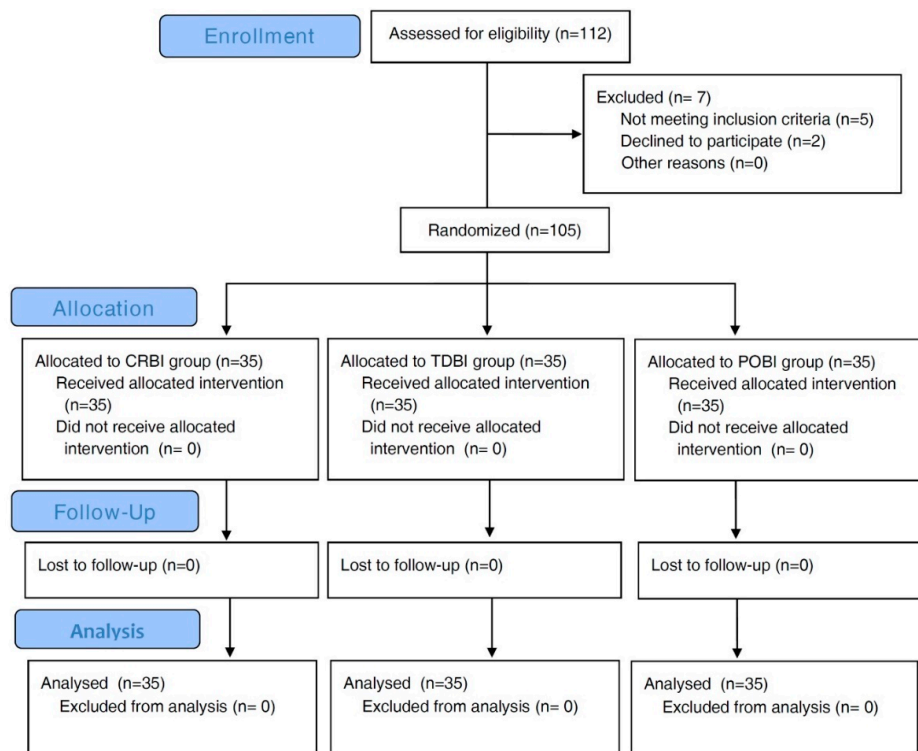 Enrollment
Assessed for eligibility (n=112)
Excluded (n= 7)
Not meeting inclusion criteria (n=5)
Declined to participate (n=2)
Other reasons (n=0)
Randomized (n=105)
Allocation
Allocated to CRBI group (n=35)
Received allocated intervention
(n=35)
Did not receive allocated
intervention (n= 0)
Allocated to TDBI group (n=35)
Received allocated intervention
(n=35)
Did not receive allocated
intervention (n= 0)
Allocated to POBI group (n=35)
Received allocated intervention
(n=35)
Did not receive allocated
intervention (n= 0)
Follow-Up
Lost to follow-up (n=0)
Lost to follow-up (n=0)
Lost to follow-up (n=0)
Analysis
Analysed (n=35)
Excluded from analysis (n= 0)
Analysed (n=35)
Excluded from analysis (n= 0)
Analysed (n=35)
Excluded from analysis (n= 0)